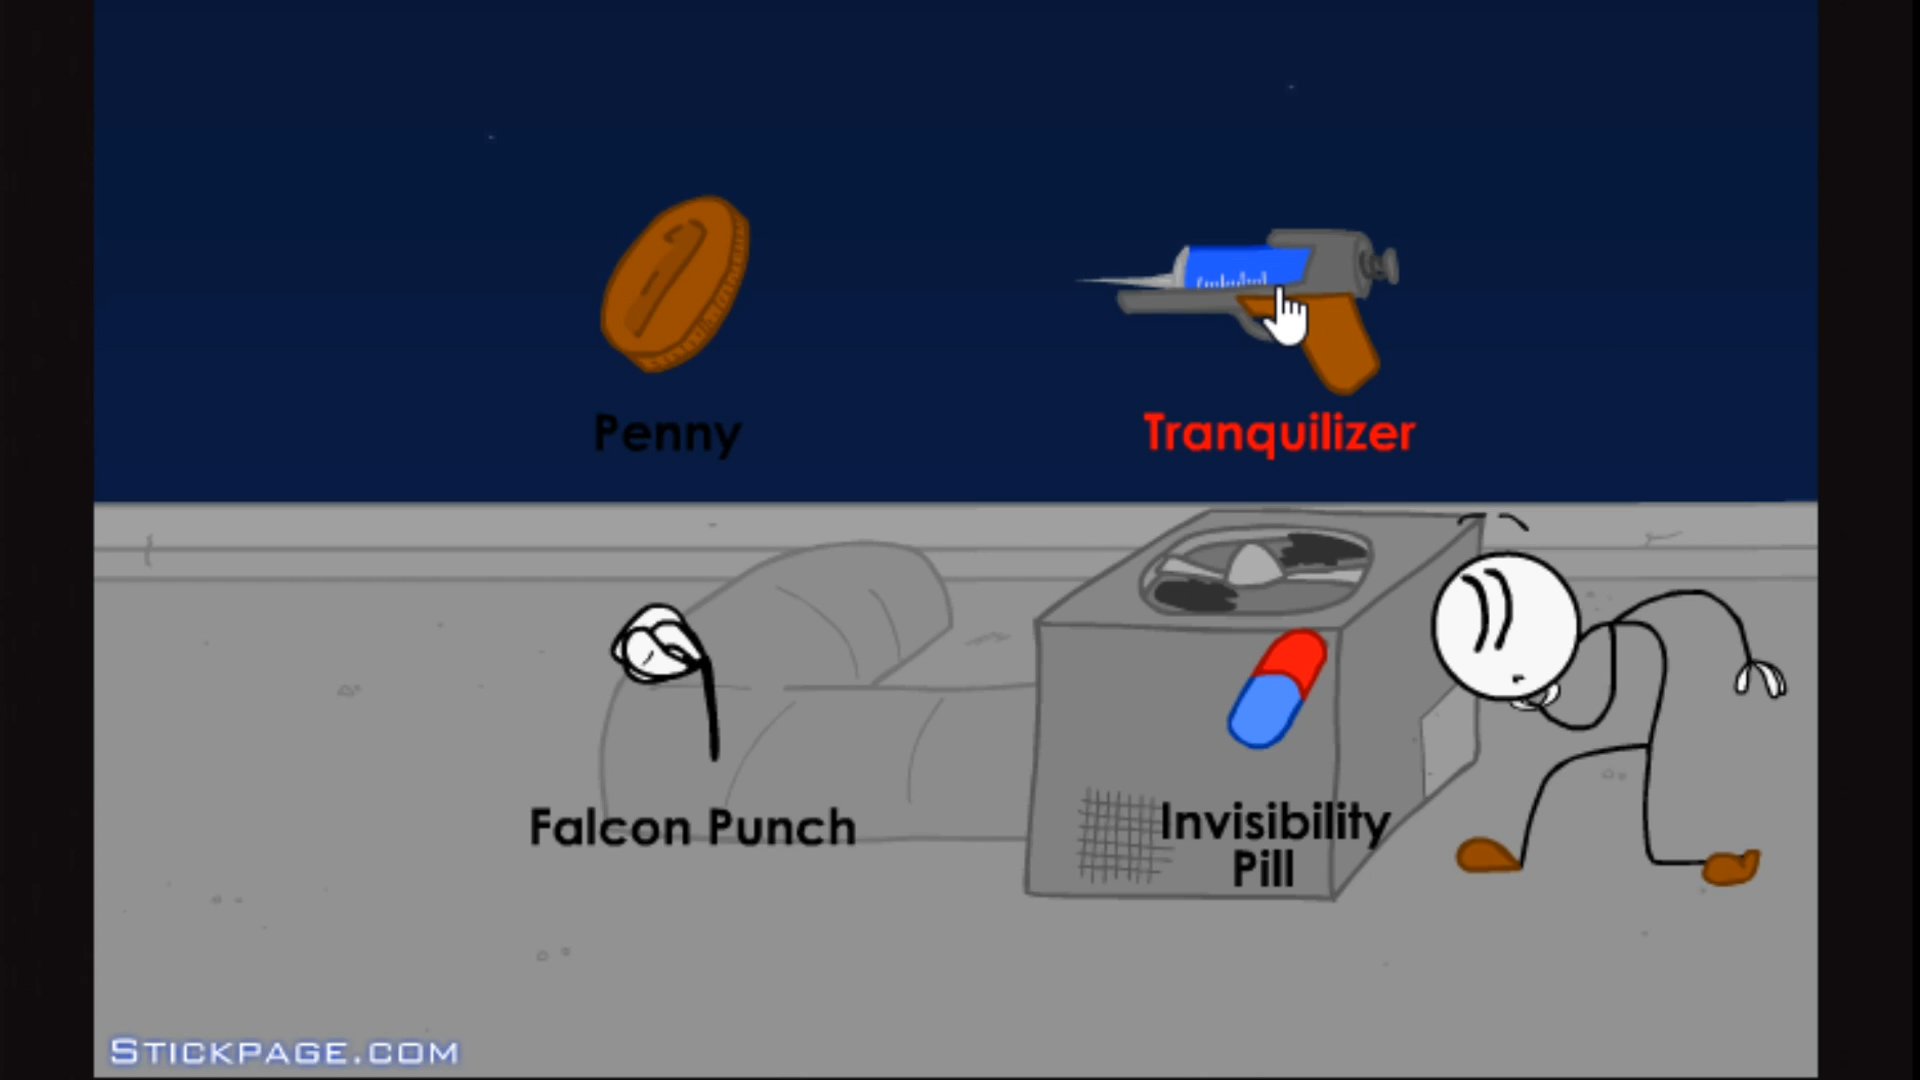 Penny
Tranquilizer
Falcon Punch
Invisibility
Pill
STICKPAGE.COM